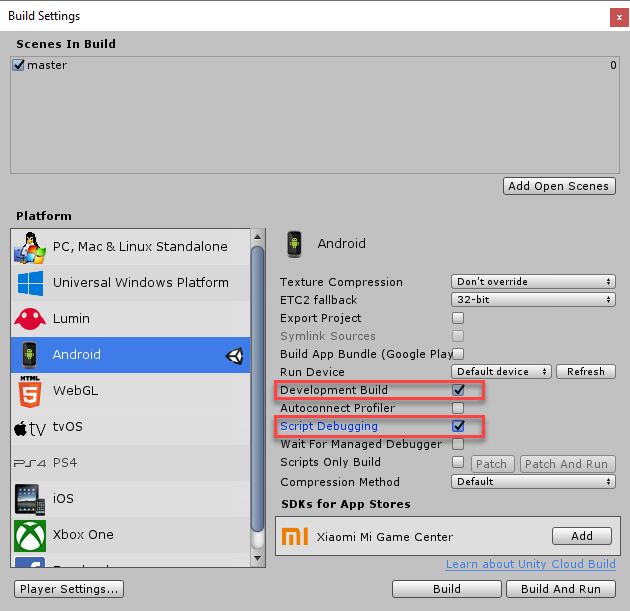 Build Settings
Scenes In Build
master 0
Add Open Scenes
Platform
PC, Mac & Linux Standalone
Universal Windows Platform
Lumin
Android
HTML
5
WebGL
tv
tvOS
PS4
PS4
iOS
Xbox One
Android
Texture Compression Don't override
ETC2 fallback 32-bit
Export Project
Symlink Sources
Build App Bundle (Google Play
Run Device Default device Refresh
Development Build
Autoconnect Profiler
Script Debugging
Wait For Managed Debugger
Scripts Only Build Patch Patch And Run
Compression Method Default
SDKs for App Stores
Xiaomi Mi Game Center Add
Learn about Unity Cloud Build
Player Settings... Build Build And Run